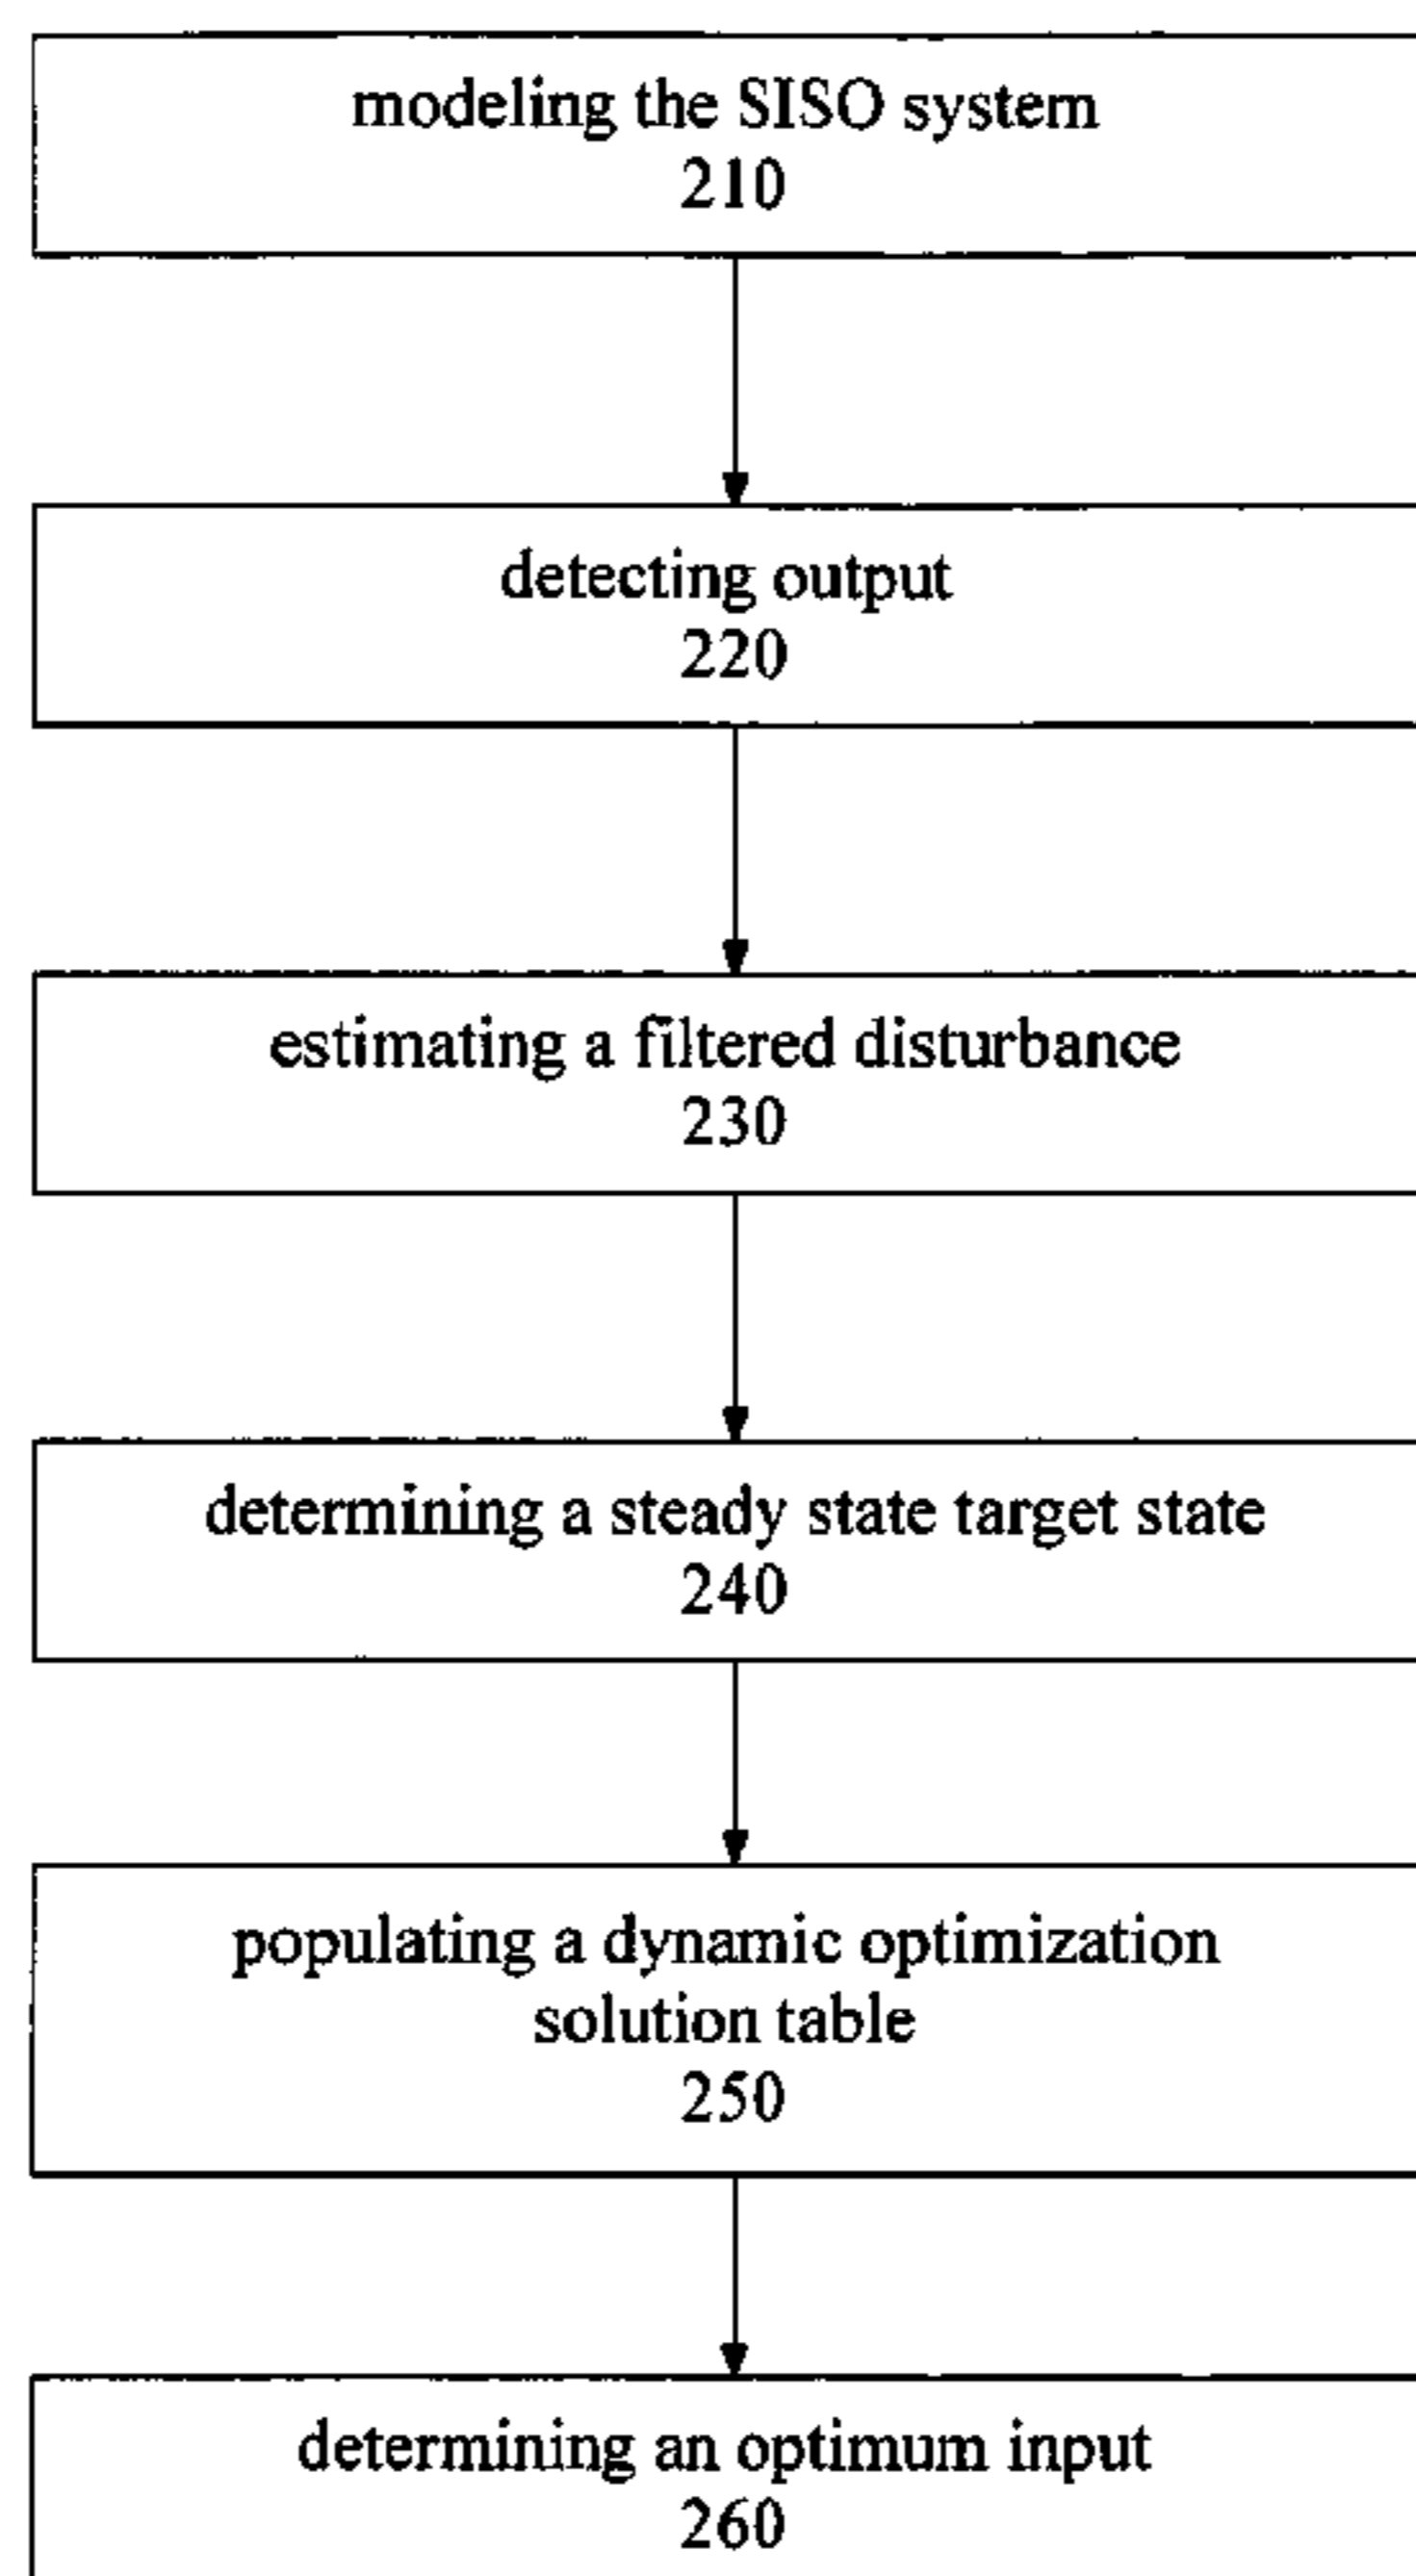 modeling the SISO system
210
detecting output
220
estimating a filtered disturbance
230
determining a steady state target state
240
populating a dynamic optimization
solution table
250
determining an optimum input
260